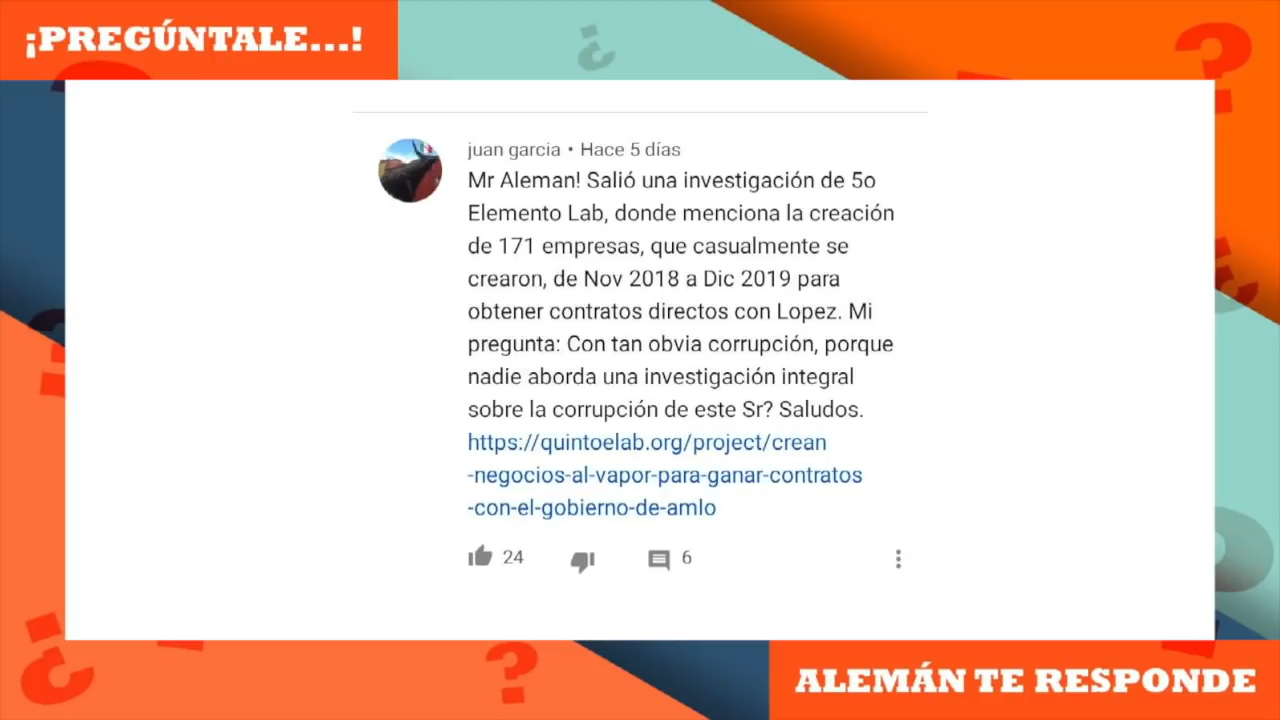 ¡PREGÚNTALE...!
juan garcia • Hace 5 días
Mr Aleman! Salió una investigación de 5o
Elemento Lab, donde menciona la creación
de 171 empresas, que casualmente se
crearon, de Nov 2018 a Dic 2019 para
obtener contratos directos con Lopez. Mi
pregunta: Con tan obvia corrupción, porque
nadie aborda una investigación integral
sobre la corrupción de este Sr? Saludos.
https://quintoelab.org/project/crean
-negocios-al-vapor-para-ganar-contratos
-con-el-gobierno-de-amlo
24 6
ALEMÁN TE RESPONDE